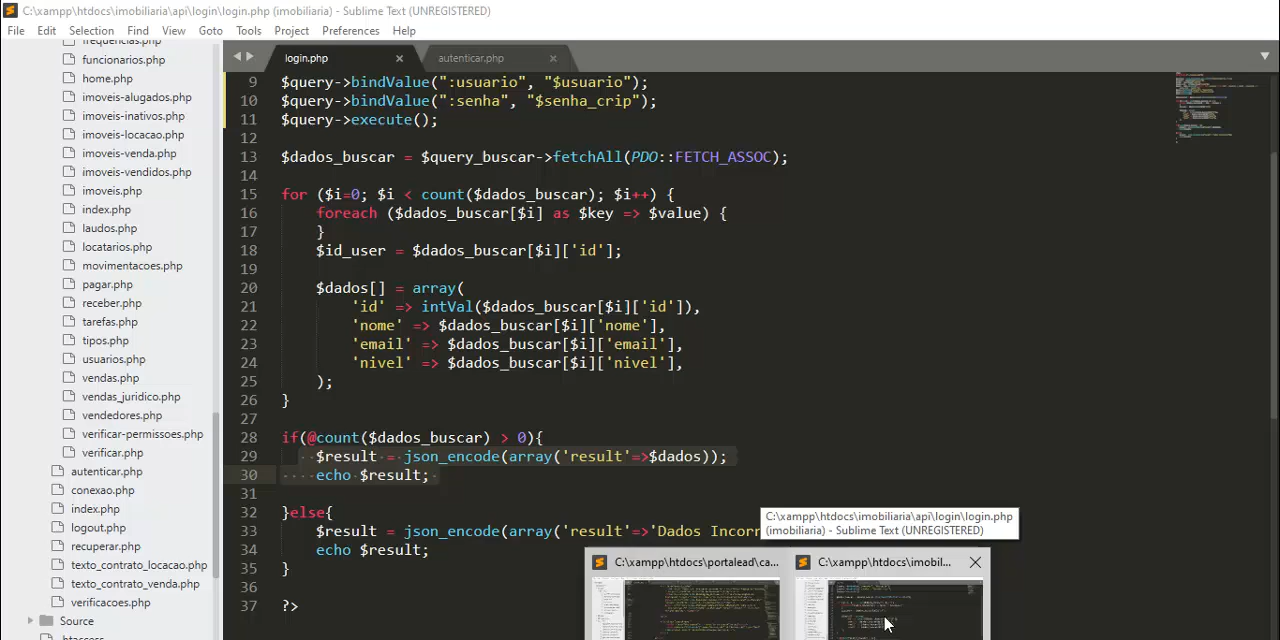 C:\xampp\htdocs\imobiliaria\api\login\login.php (imobiliaria) - Sublime Text (UNREGISTERED)
File Edit Selection Find View Goto Tools Project Preferences Help
frequencias.php
funcionarios.php
home.php
imoveis-alugados.php
imoveis-inativos.php
imoveis-locacao.php
imoveis-venda.php
imoveis-vendidos.php
imoveis.php
index.php
laudos.php
locatarios.php
movimentacoes.php
pagar.php
receber.php
tarefas.php
tipos.php
usuarios.php
vendas.php
vendas_juridico.php
vendedores.php
verificar-permissoes.php
verificar.php
autenticar.php
conexao.php
index.php
logout.php
recuperar.php
texto_contrato_locacao.php
texto_contrato_venda.php
verificacoes.php
Source
.htaccess
login.php autenticar.php
9 $query->bindValue(":usuario", "$usuario");
10 $query->bindValue(":senha", "$senha_crip");
11 $query->execute();
12
13 $dados_buscar = $query_buscar->fetchAll(PDO::FETCH_ASSOC);
14
15 for ($i=0; $i < count($dados_buscar); $i++) {
16 foreach ($dados_buscar[$i] as $key => $value) {
17 }
18 $id_user = $dados_buscar[$i]['id'];
19
20 $dados[] = array(
21 'id' => intVal($dados_buscar[$i]['id']),
22 'nome' => $dados_buscar[$i]['nome'],
23 'email' => $dados_buscar[$i]['email'],
24 'nivel' => $dados_buscar[$i]['nivel'],
25 );
26 }
27
28 if(@count($dados_buscar) > 0){
29 $result = json_encode(array('result'=>$dados));
30 echo $result;
31
32 }else{
33 $result = json_encode(array('result'=>'Dados Incorr
34 echo $result;
35 }
36
37 ?>
C:\xampp\htdocs\imobiliaria\api\login\login.php
(imobiliaria) - Sublime Text (UNREGISTERED)
C:\xampp\htdocs\portalead\ca... C:\xampp\htdocs\imobil...